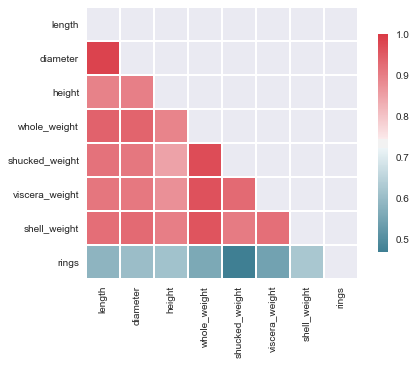 length
diameter
height
whole_weight
shucked_weight
viscera_weight
shell_weight
rings
length
diameter
height
whole_weight
shucked_weight
viscera_weight
shell_weight
rings
1.0
0.9
0.8
0.7
0.6
0.5